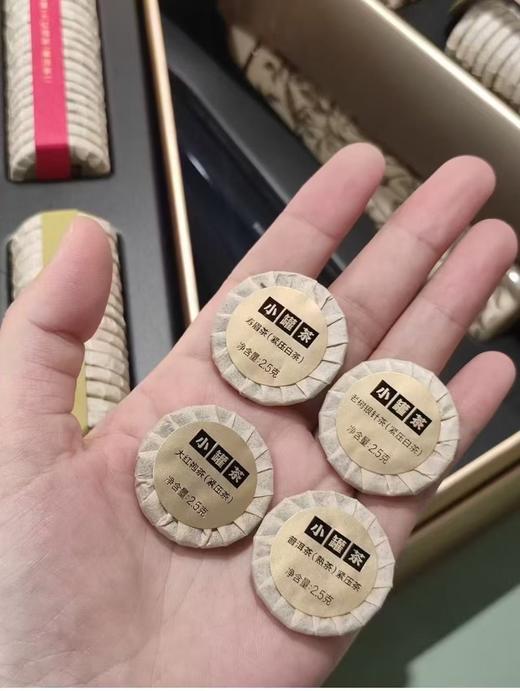 小罐茶
寿眉茶(紧压白茶)
净含量:2.5克
小罐茶
老树银针茶(紧压白茶)
净含量:2.5克
小罐茶
大红袍茶(紧压茶)
净含量:2.5克
小罐茶
普洱茶(熟茶)紧压茶
净含量:2.5克